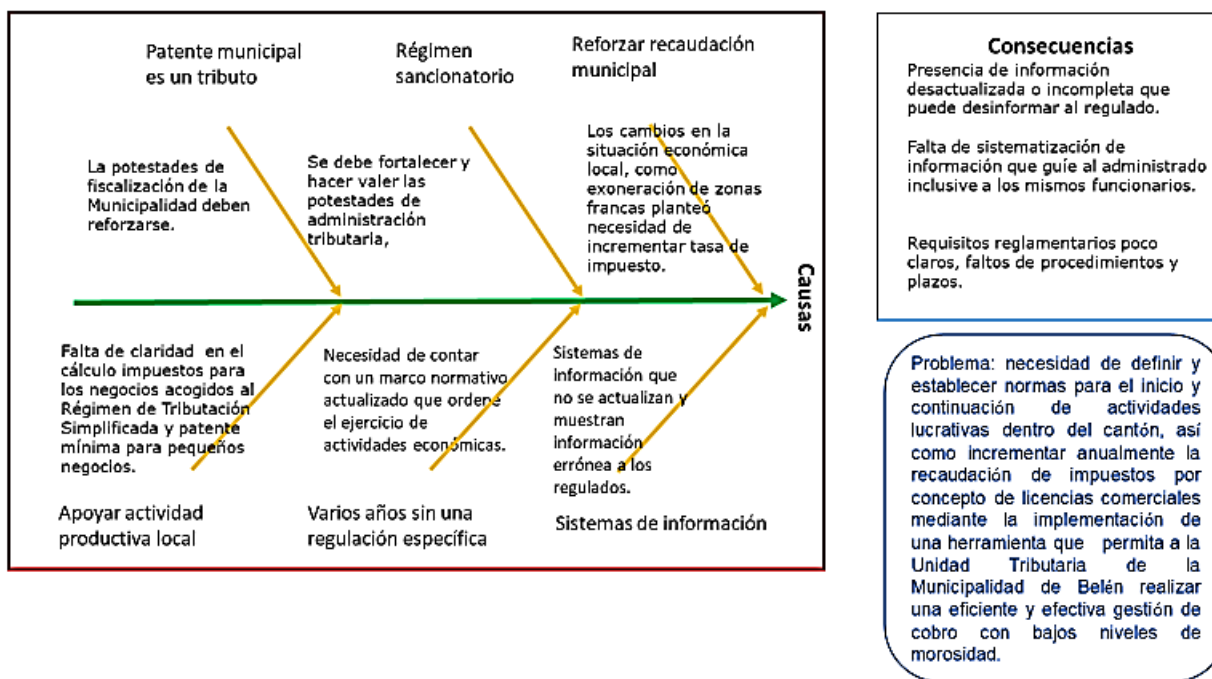 Patente municipal
es un tributo
Régimen
sancionatorio
Reforzar recaudación
municipal
La potestades de
fiscalización de la
Municipalidad deben
reforzarse.
Se debe fortalecer y
hacer valer las
potestades de
administración
tributaria,
Los cambios en la
situación económica
local, como
exoneración de zonas
francas planteó
necesidad de
incrementar tasa de
impuesto.
Causas
Falta de claridad en el
cálculo impuestos para
los negocios acogidos al
Régimen de Tributación
Simplificada y patente
mínima para pequeños
negocios.
Necesidad de contar
con un marco normativo
actualizado que ordene
el ejercicio de
actividades económicas.
Sistemas de
información que
no se actualizan y
muestran
información
errónea a los
regulados.
Apoyar actividad
productiva local
Varios años sin una
regulación específica
Sistemas de información
Consecuencias
Presencia de información
desactualizada o incompleta que
puede desinformar al regulado.
Falta de sistematización de
información que guíe al administrado
inclusive a los mismos funcionarios.
Requisitos reglamentarios poco
claros, faltos de procedimientos y
plazos.
Problema: necesidad de definir y
establecer normas para el inicio y
continuación de actividades
lucrativas dentro del cantón, así
como incrementar anualmente la
recaudación de impuestos por
concepto de licencias comerciales
mediante la implementación de
una herramienta que permita a la
Unidad Tributaria de la
Municipalidad de Belén realizar
una eficiente y efectiva gestión de
cobro con bajos niveles de
morosidad.